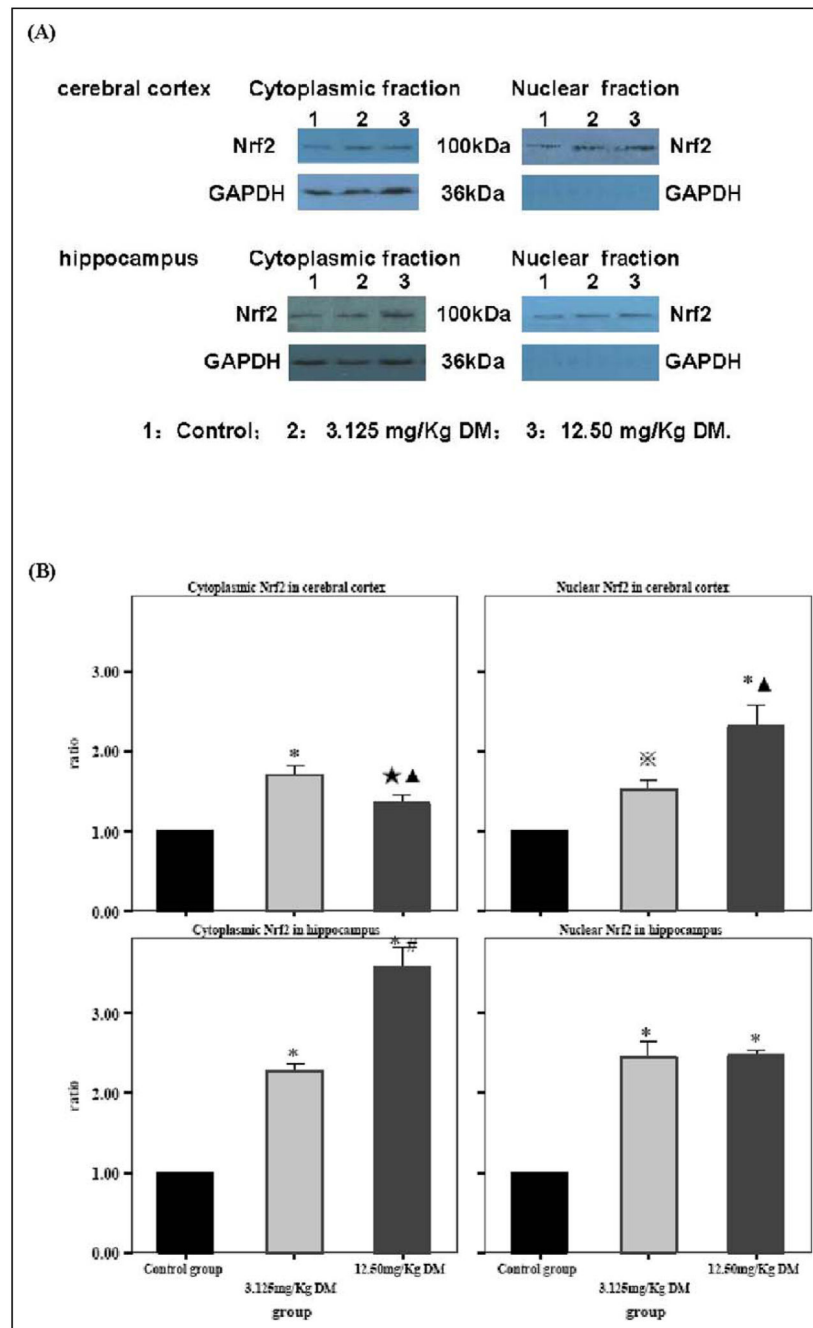 (A)
cerebral cortex Cytoplasmic fraction Nuclear fraction
1 2 3 1 2 3
Nrf2 100kDa Nrf2
GAPDH 36kDa GAPDH
hippocampus Cytoplasmic fraction Nuclear fraction
1 2 3 1 2 3
Nrf2 100kDa Nrf2
GAPDH 36kDa GAPDH
1：Control； 2： 3.125 mg/Kg DM； 3：12.50 mg/Kg DM.
(B)
Cytoplasmic Nrf2 in cerebral cortex Nuclear Nrf2 in cerebral cortex
3.00
2.00
1.00
0.00
ratio
* ★▲ ※ *▲
Cytoplasmic Nrf2 in hippocampus Nuclear Nrf2 in hippocampus
3.00
2.00
1.00
0.00
ratio
* *# * *
Control group 3.125mg/Kg DM 12.50mg/Kg DM Control group 3.125mg/Kg DM 12.50mg/Kg DM
group group